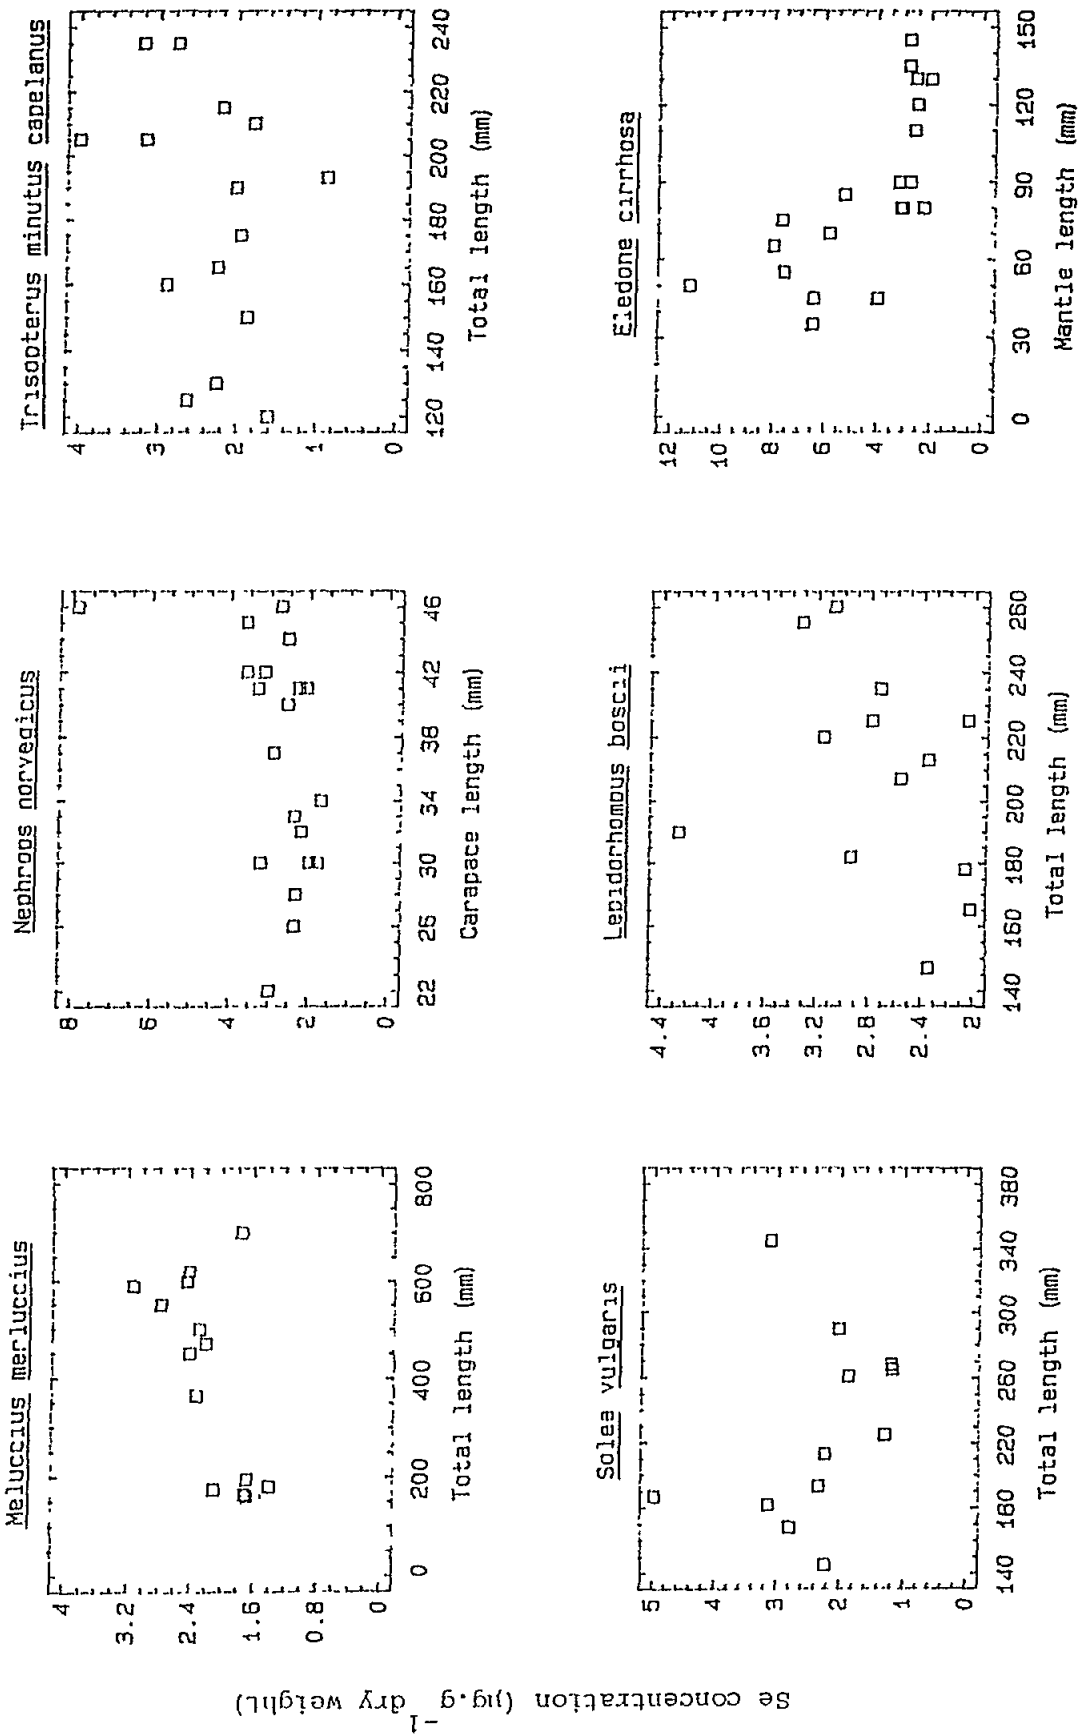 Se concentration (µg.g⁻¹ dry weight)
Meluccius merluccius
4
3.2
2.4
1.6
0.8
0
0 200 400 600 800
Total length (mm)
Nephrops norvegicus
8
6
4
2
0
22 26 30 34 38 42 46
Carapace length (mm)
Trisopterus minutus capelanus
4
3
2
1
0
120 140 160 180 200 220 240
Total length (mm)
Solea vulgaris
5
4
3
2
1
0
140 180 220 260 300 340 380
Total length (mm)
Lepidorhombus boscii
4.4
4
3.6
3.2
2.8
2.4
2
140 160 180 200 220 240 260
Total length (mm)
Eledone cirrhosa
12
10
8
6
4
2
0
0 30 60 90 120 150
Mantle length (mm)